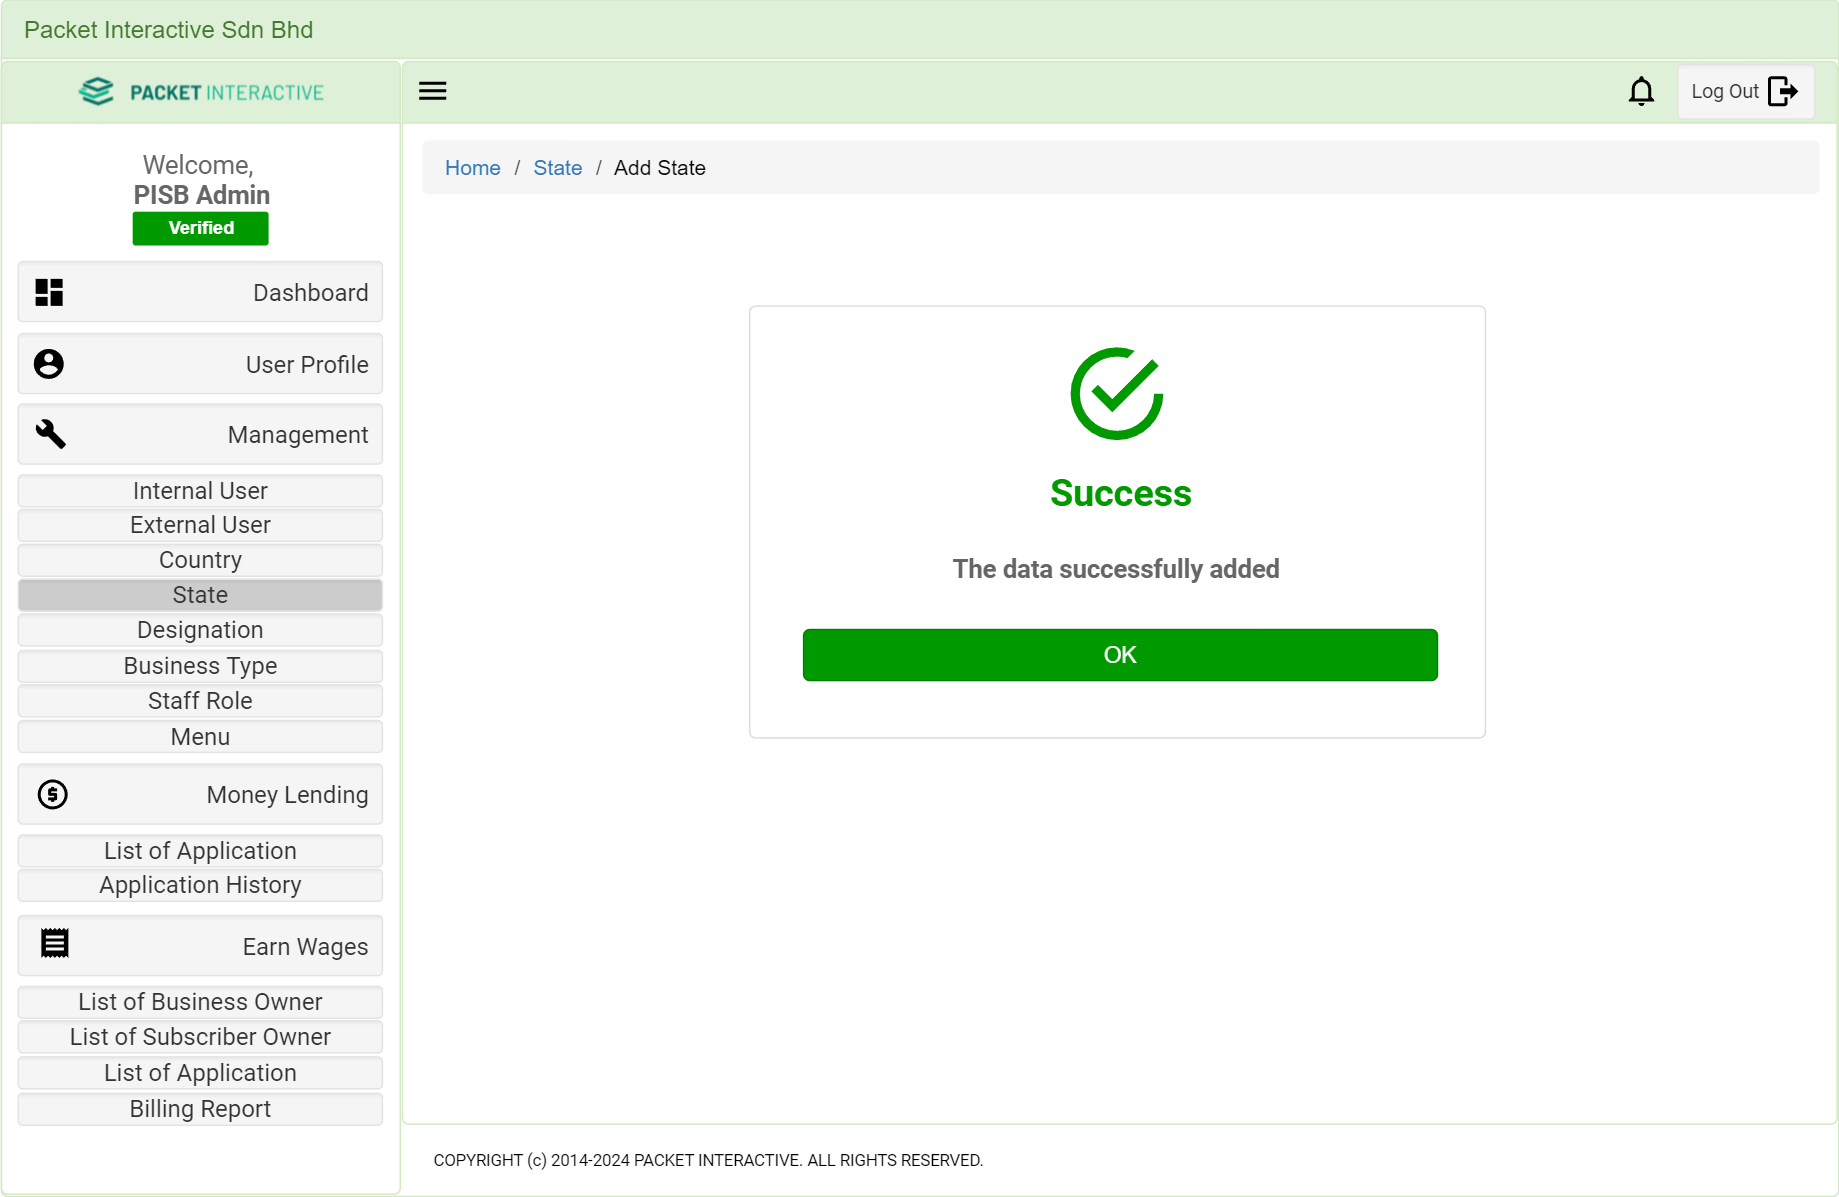 Packet Interactive Sdn Bhd
PACKET INTERACTIVE
Log Out
Welcome,
PISB Admin
Verified
Dashboard
User Profile
Management
Internal User
External User
Country
State
Designation
Business Type
Staff Role
Menu
Money Lending
List of Application
Application History
Earn Wages
List of Business Owner
List of Subscriber Owner
List of Application
Billing Report
Home / State / Add State
Success
The data successfully added
OK
COPYRIGHT (c) 2014-2024 PACKET INTERACTIVE. ALL RIGHTS RESERVED.